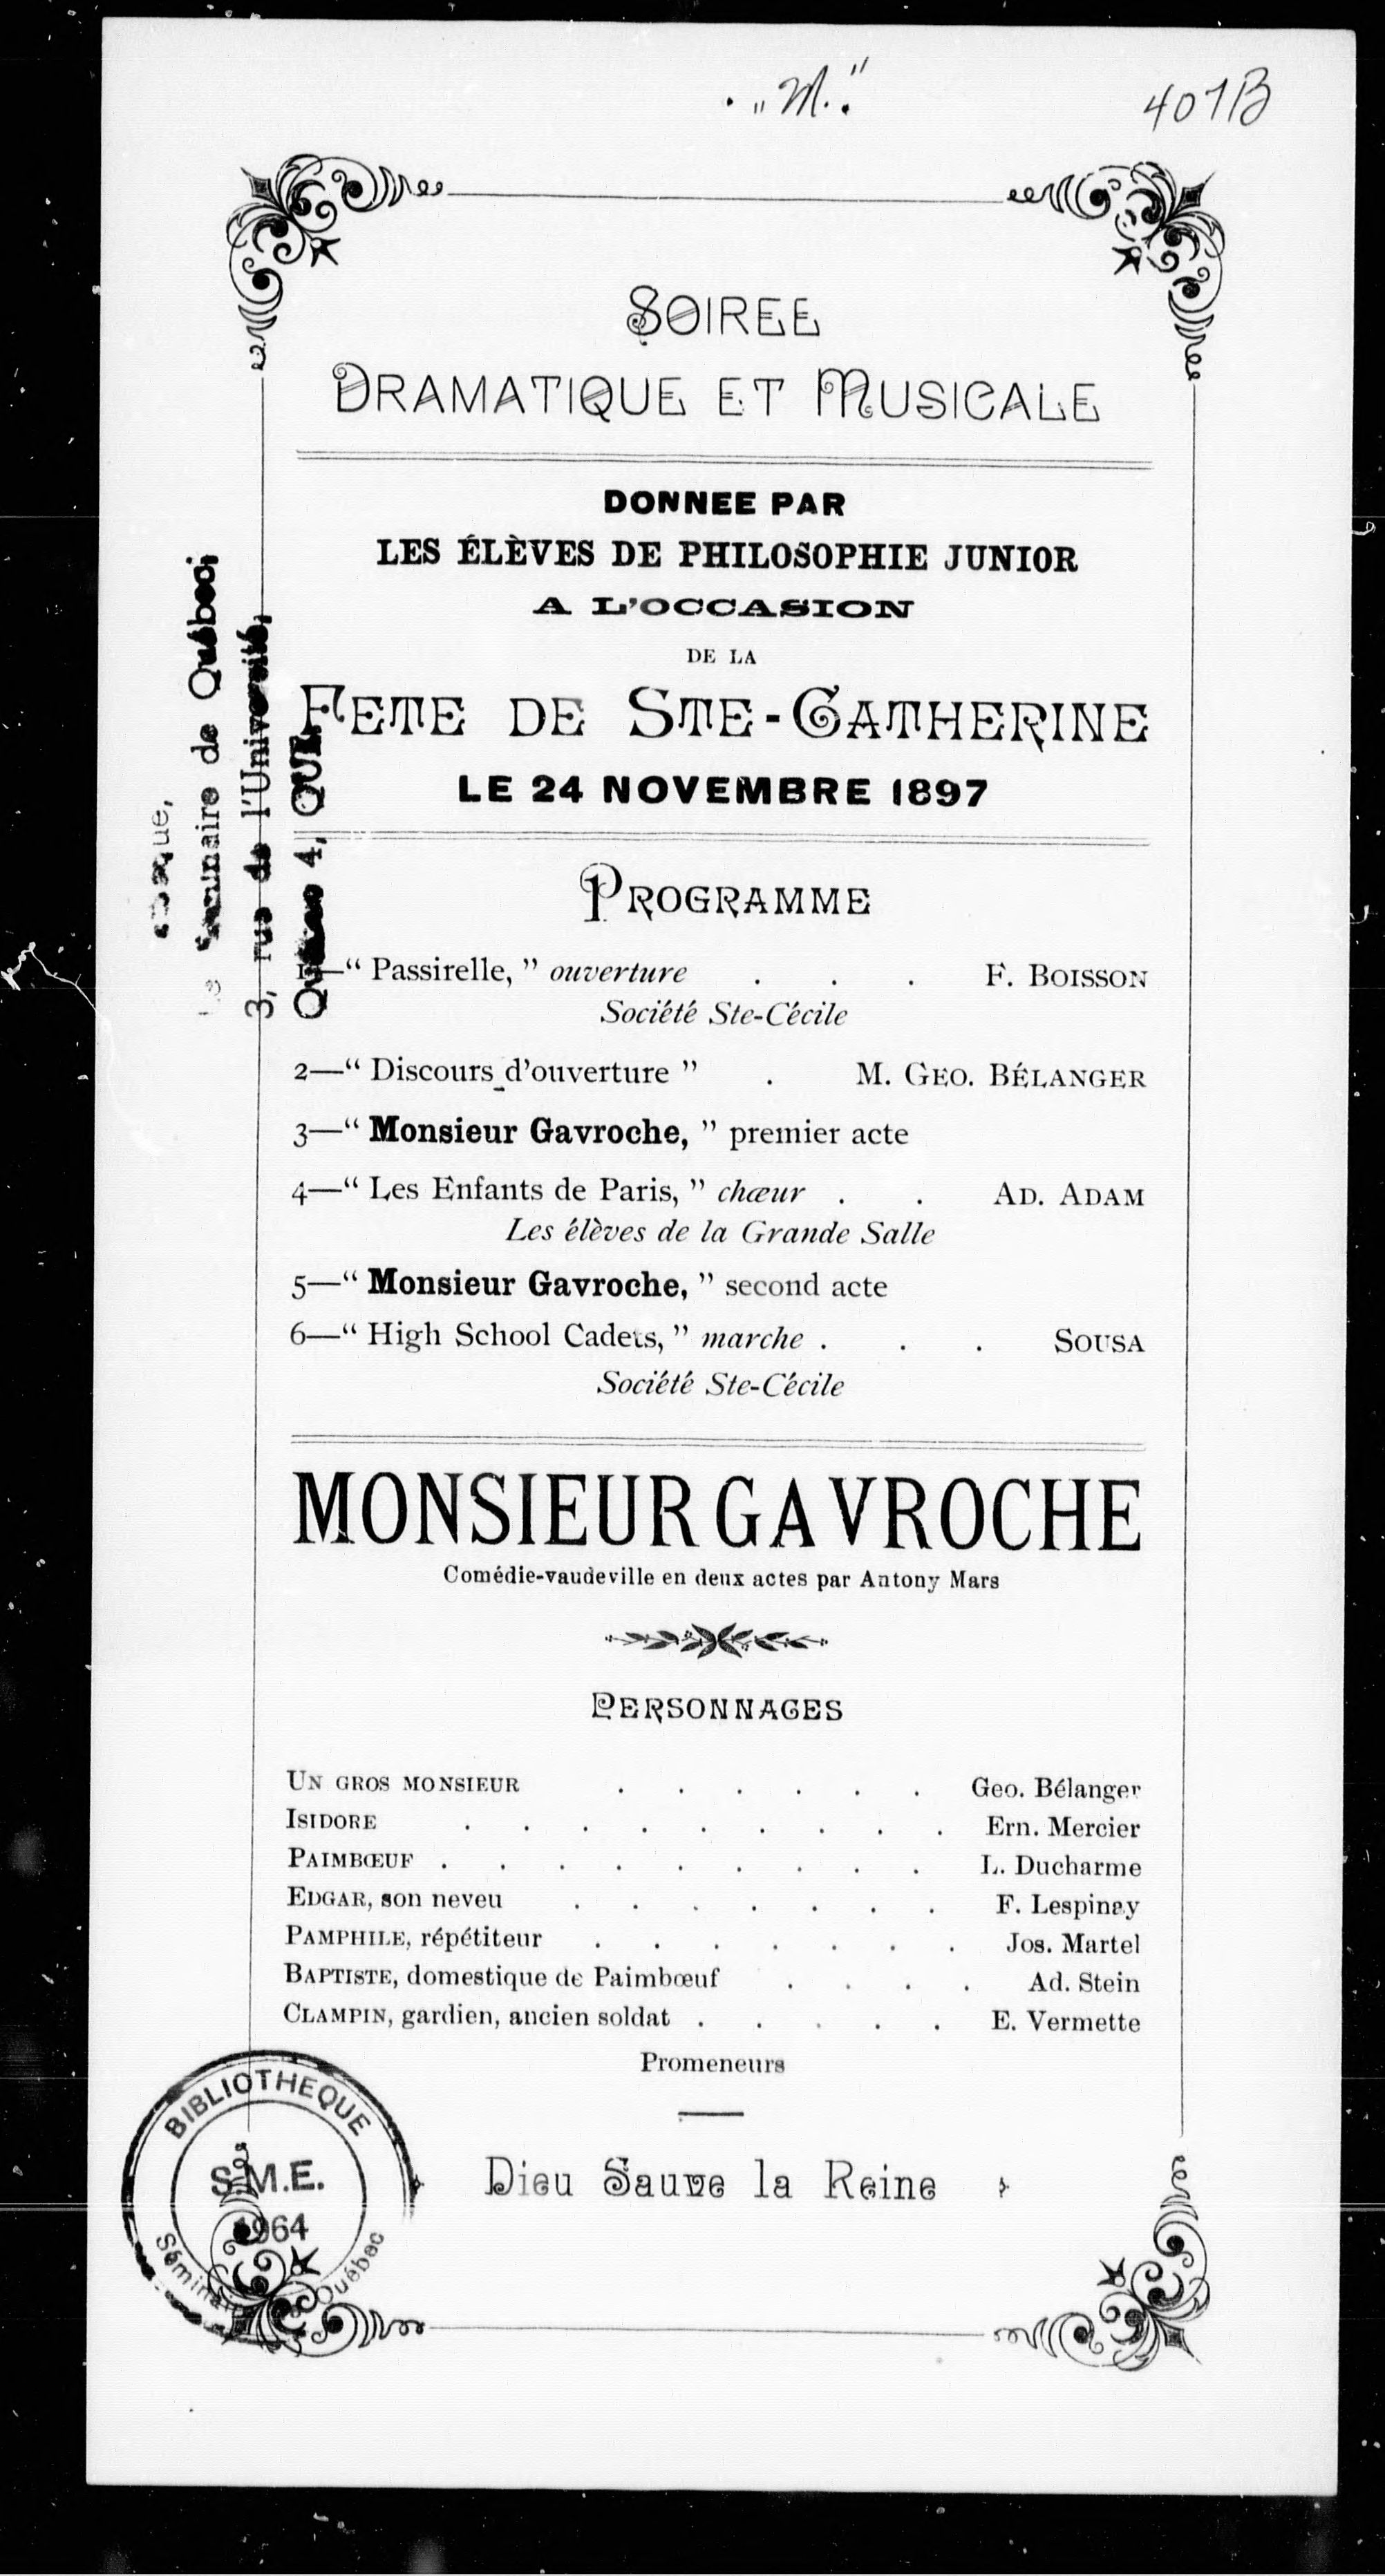 „M.”
401B
SOIREE
DRAMATIQUE ET MUSICALE
DONNEE PAR
LES ÉLÈVES DE PHILOSOPHIE JUNIOR
A L'OCCASION
DE LA
FETE DE STE-CATHERINE
LE 24 NOVEMBRE 1897
Séminaire de Québec,
3, rue de l'Université,
4, QUE.
PROGRAMME
1—“ Passirelle, ” ouverture . . . F. BOISSON
Société Ste-Cécile
2—“ Discours d'ouverture ” . M. GEO. BÉLANGER
3—“ Monsieur Gavroche, ” premier acte
4—“ Les Enfants de Paris, ” chœur . . AD. ADAM
Les élèves de la Grande Salle
5—“ Monsieur Gavroche, ” second acte
6—“ High School Cadets, ” marche . . . SOUSA
Société Ste-Cécile
MONSIEUR GAVROCHE
Comédie-vaudeville en deux actes par Antony Mars
PERSONNAGES
UN GROS MONSIEUR . . . . . . Geo. Bélanger
ISIDORE . . . . . . . . . Ern. Mercier
PAIMBŒUF . . . . . . . . . L. Ducharme
EDGAR, son neveu . . . . . . . F. Lespinay
PAMPHILE, répétiteur . . . . . . . Jos. Martel
BAPTISTE, domestique de Paimbœuf . . . . Ad. Stein
CLAMPIN, gardien, ancien soldat . . . . . E. Vermette
Promeneurs
Dieu Sauve la Reine
BIBLIOTHEQUE
S.M.E.
1964
Séminaire de Québec